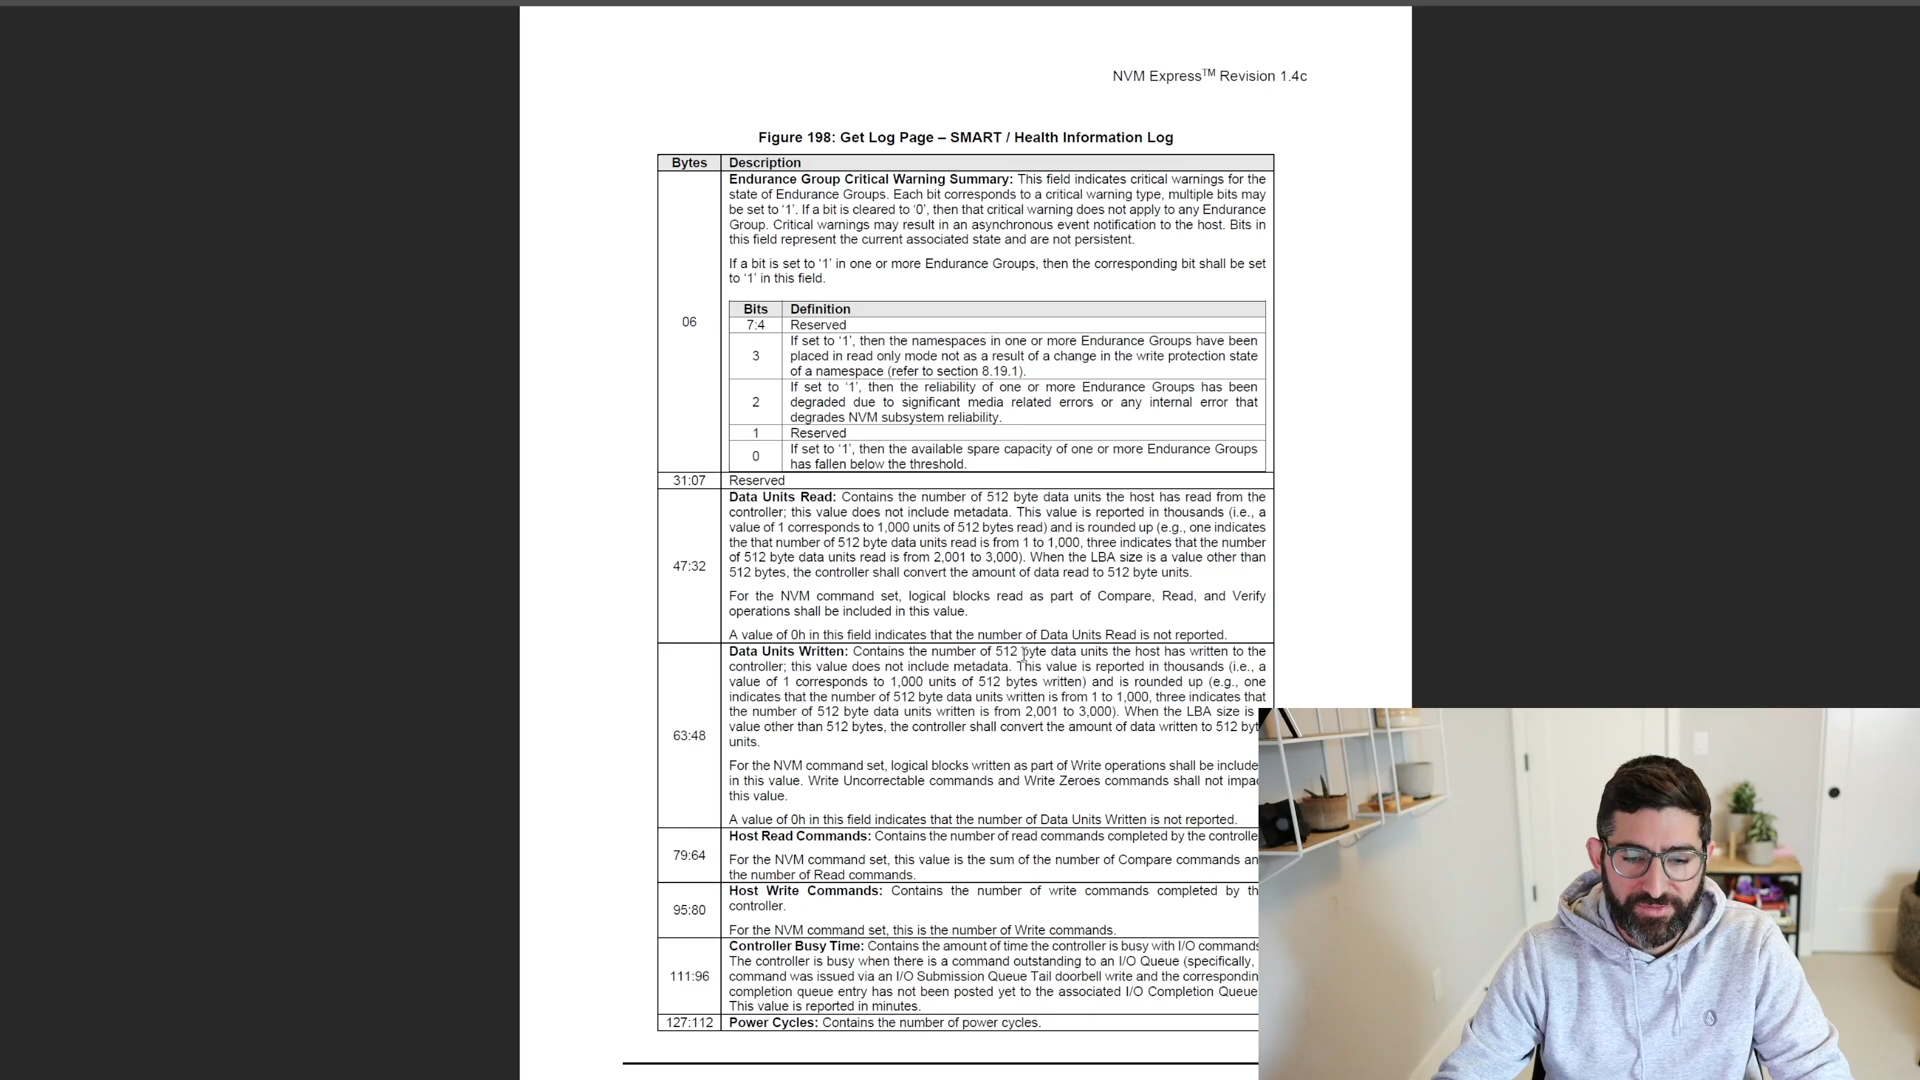 NVM Express™ Revision 1.4c
Figure 198: Get Log Page – SMART / Health Information Log
Bytes Description
06
Endurance Group Critical Warning Summary: This field indicates critical warnings for the
state of Endurance Groups. Each bit corresponds to a critical warning type, multiple bits may
be set to ‘1’. If a bit is cleared to ‘0’, then that critical warning does not apply to any Endurance
Group. Critical warnings may result in an asynchronous event notification to the host. Bits in
this field represent the current associated state and are not persistent.
If a bit is set to ‘1’ in one or more Endurance Groups, then the corresponding bit shall be set
to ‘1’ in this field.
Bits Definition
7:4 Reserved
3
If set to ‘1’, then the namespaces in one or more Endurance Groups have been
placed in read only mode not as a result of a change in the write protection state
of a namespace (refer to section 8.19.1).
2
If set to ‘1’, then the reliability of one or more Endurance Groups has been
degraded due to significant media related errors or any internal error that
degrades NVM subsystem reliability.
1 Reserved
0
If set to ‘1’, then the available spare capacity of one or more Endurance Groups
has fallen below the threshold.
31:07 Reserved
47:32
Data Units Read: Contains the number of 512 byte data units the host has read from the
controller; this value does not include metadata. This value is reported in thousands (i.e., a
value of 1 corresponds to 1,000 units of 512 bytes read) and is rounded up (e.g., one indicates
the that number of 512 byte data units read is from 1 to 1,000, three indicates that the number
of 512 byte data units read is from 2,001 to 3,000). When the LBA size is a value other than
512 bytes, the controller shall convert the amount of data read to 512 byte units.
For the NVM command set, logical blocks read as part of Compare, Read, and Verify
operations shall be included in this value.
A value of 0h in this field indicates that the number of Data Units Read is not reported.
63:48
Data Units Written: Contains the number of 512 byte data units the host has written to the
controller; this value does not include metadata. This value is reported in thousands (i.e., a
value of 1 corresponds to 1,000 units of 512 bytes written) and is rounded up (e.g., one
indicates that the number of 512 byte data units written is from 1 to 1,000, three indicates that
the number of 512 byte data units written is from 2,001 to 3,000). When the LBA size is
value other than 512 bytes, the controller shall convert the amount of data written to 512 byt
units.
For the NVM command set, logical blocks written as part of Write operations shall be include
in this value. Write Uncorrectable commands and Write Zeroes commands shall not impac
this value.
A value of 0h in this field indicates that the number of Data Units Written is not reported.
79:64
Host Read Commands: Contains the number of read commands completed by the controlle
For the NVM command set, this value is the sum of the number of Compare commands an
the number of Read commands.
95:80
Host Write Commands: Contains the number of write commands completed by th
controller.
For the NVM command set, this is the number of Write commands.
111:96
Controller Busy Time: Contains the amount of time the controller is busy with I/O commands
The controller is busy when there is a command outstanding to an I/O Queue (specifically,
command was issued via an I/O Submission Queue Tail doorbell write and the correspondin
completion queue entry has not been posted yet to the associated I/O Completion Queue
This value is reported in minutes.
127:112 Power Cycles: Contains the number of power cycles.